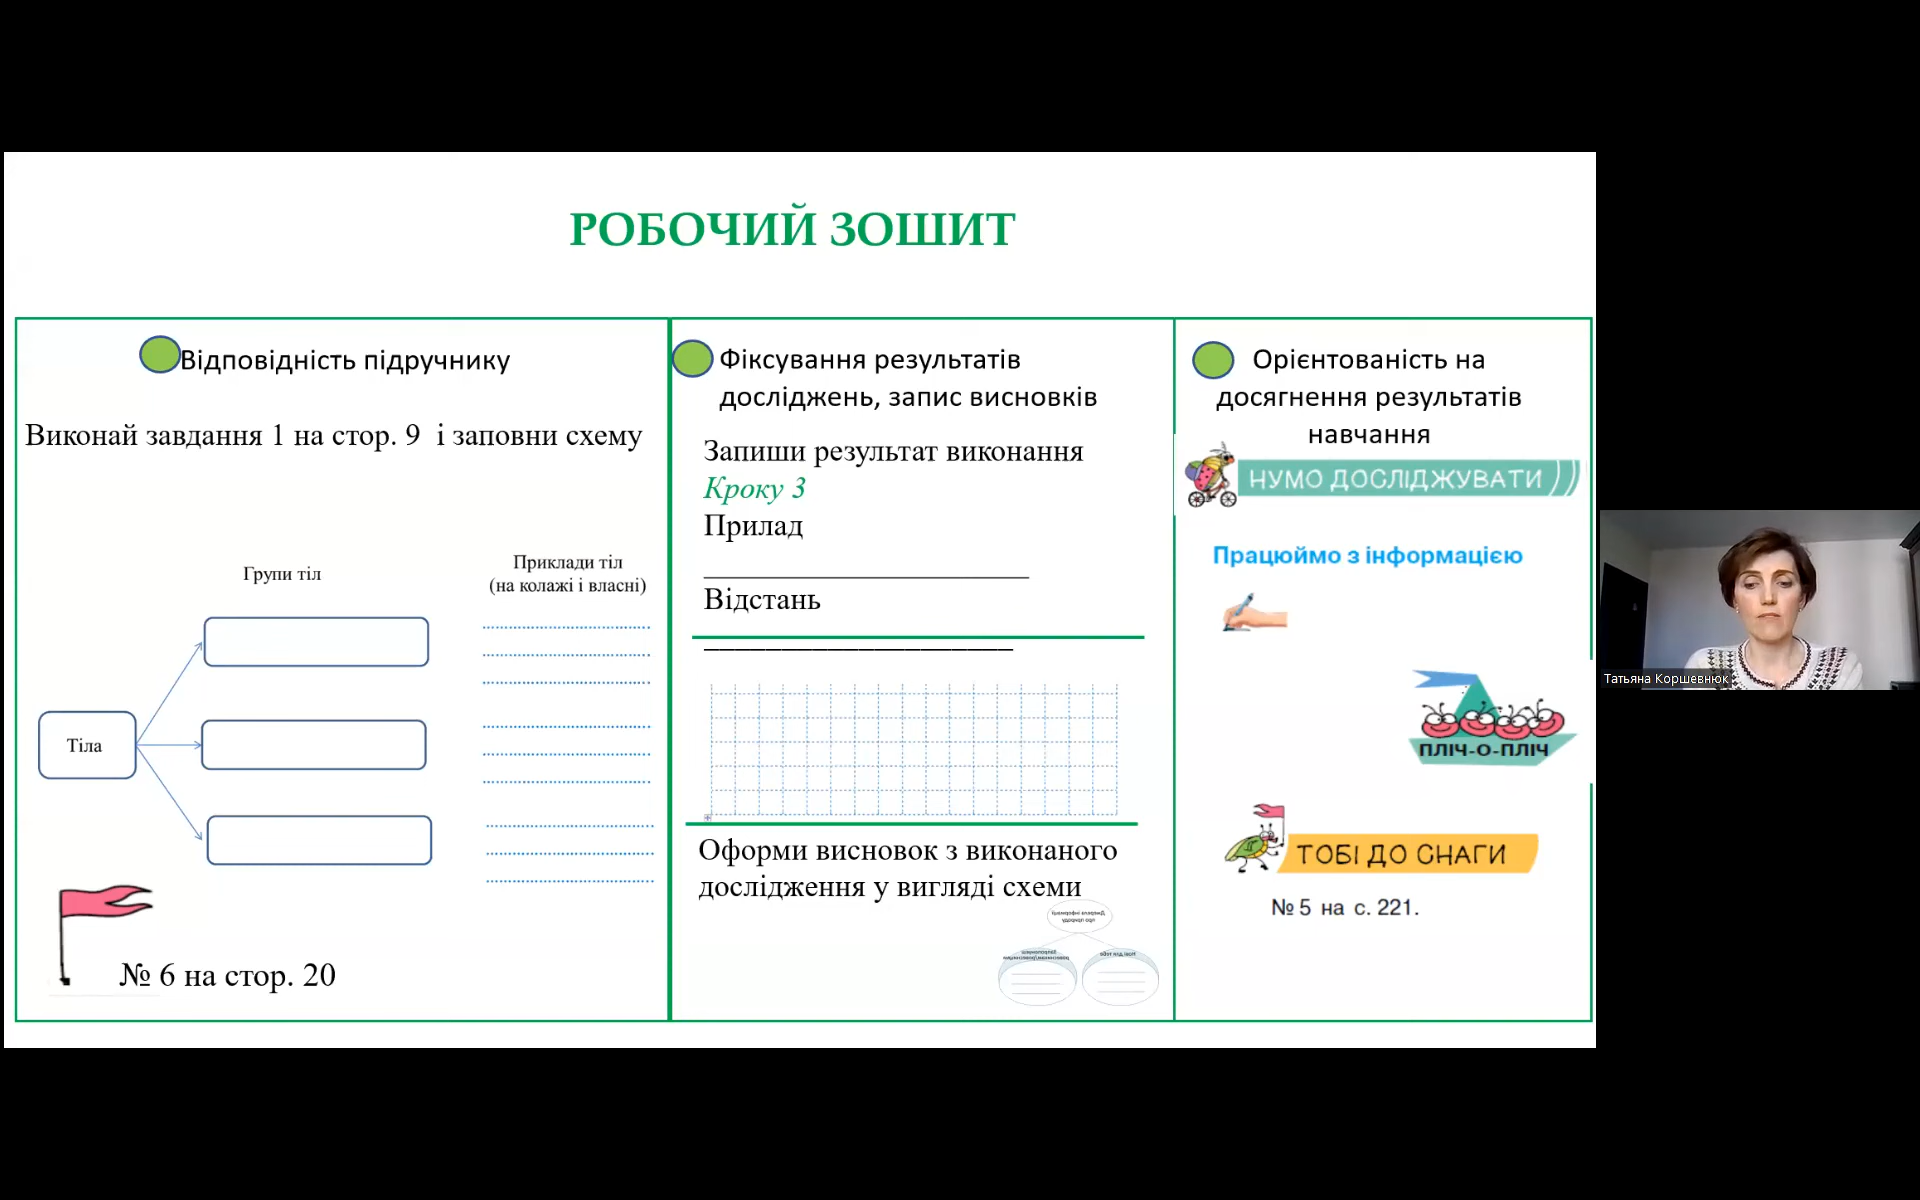 РОБОЧИЙ ЗОШИТ
Відповідність підручнику
Виконай завдання 1 на стор. 9 і заповни схему
Групи тіл
Приклади тіл
(на колажі і власні)
Тіла
№ 6 на стор. 20
Фіксування результатів
досліджень, запис висновків
Запиши результат виконання
Кроку 3
Прилад
Відстань
Оформи висновок з виконаного
дослідження у вигляді схеми
Орієнтованість на
досягнення результатів
навчання
НУМО ДОСЛІДЖУВАТИ
Працюймо з інформацією
ПЛІЧ-О-ПЛІЧ
ТОБІ ДО СНАГИ
№ 5 на с. 221.
Татьяна Коршевнюк